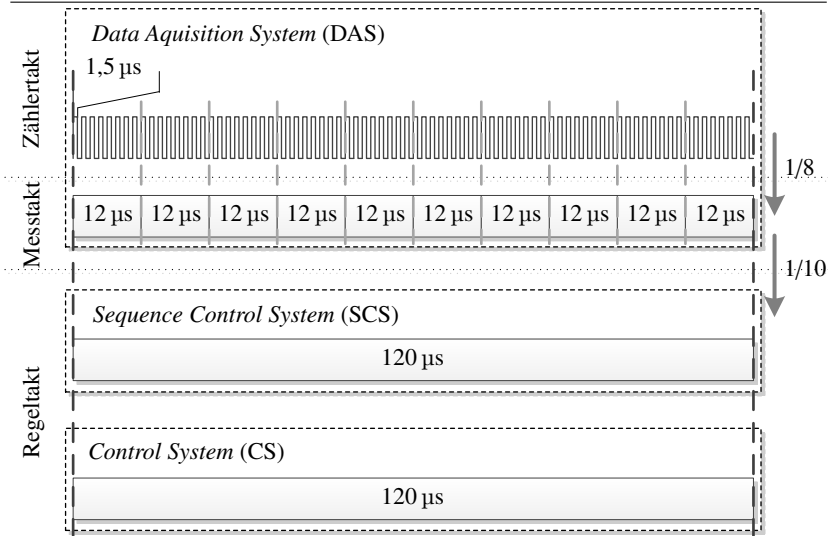 Data Aquisition System (DAS)
1,5 µs
Zählertakt
1/8
Messtakt
12 µs 12 µs 12 µs 12 µs 12 µs 12 µs 12 µs 12 µs 12 µs 12 µs
1/10
Sequence Control System (SCS)
120 µs
Regeltakt
Control System (CS)
120 µs